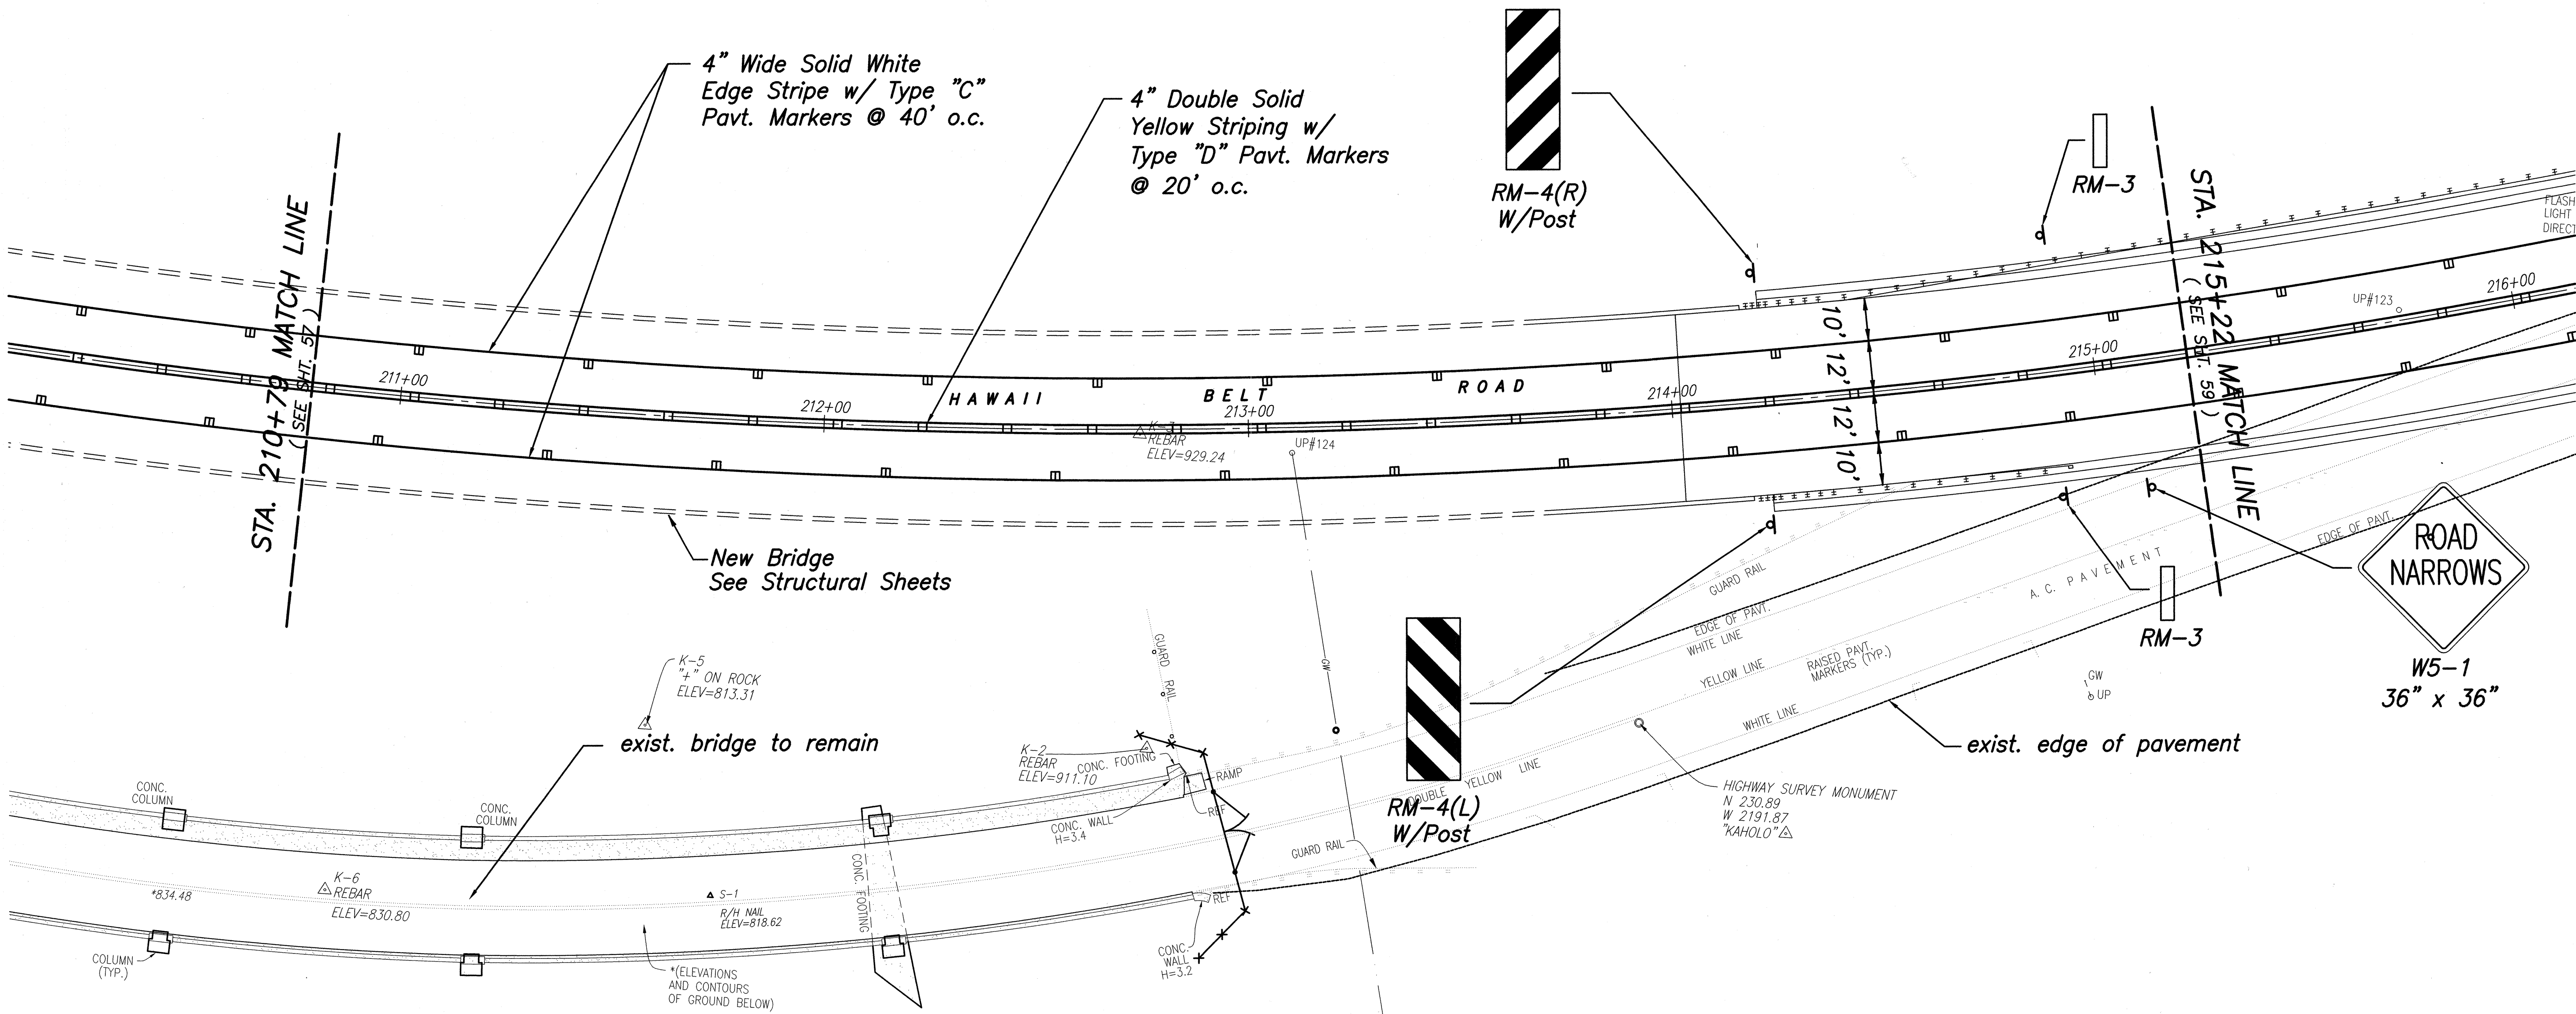 4" Wide Solid White
Edge Stripe w/ Type "C"
Pavt. Markers @ 40' o.c.
4" Double Solid
Yellow Striping w/
Type "D" Pavt. Markers
@ 20' o.c.
RM-4(R)
W/Post
RM-3
STA. 210+79 MATCH LINE
( SEE SHT. 57 )
STA. 215+22 MATCH LINE
( SEE SHT. 59 )
FLASH
LIGHT
DIRECT
UP#123
216+00
215+00
214+00
213+00
212+00
211+00
HAWAII BELT ROAD
10'
12'
12'
10'
K-3
REBAR
ELEV=929.24
UP#124
New Bridge
See Structural Sheets
GUARD RAIL
EDGE OF PAVT.
WHITE LINE
YELLOW LINE
RAISED PAVT.
MARKERS (TYP.)
A. C. PAVEMENT
EDGE OF PAVT.
ROAD
NARROWS
W5-1
36" x 36"
RM-3
GW
UP
WHITE LINE
exist. edge of pavement
RM-4(L)
W/Post
DOUBLE YELLOW LINE
HIGHWAY SURVEY MONUMENT
N 230.89
W 2191.87
"KAHOLO"
GW
GUARD RAIL
K-5
"+" ON ROCK
ELEV=813.31
exist. bridge to remain
K-2
REBAR
ELEV=911.10
CONC. FOOTING
RAMP
REF
CONC. WALL
H=3.4
GUARD RAIL
REF
CONC.
WALL
H=3.2
CONC.
COLUMN
CONC.
COLUMN
CONC. FOOTING
*834.48
K-6
REBAR
ELEV=830.80
S-1
R/H NAIL
ELEV=818.62
COLUMN
(TYP.)
*(ELEVATIONS
AND CONTOURS
OF GROUND BELOW)